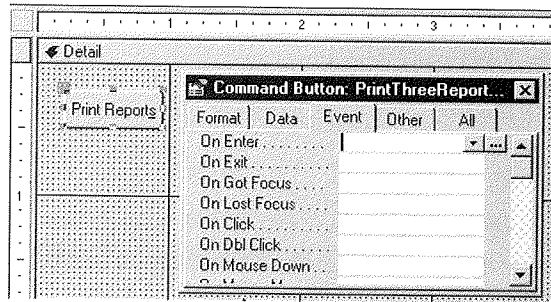 1 2 3
Detail
Print Reports
Command Button: PrintThreeReport...
Format Data Event Other All
On Enter........
On Exit.........
On Got Focus.....
On Lost Focus....
On Click........
On Dbl Click.....
On Mouse Down..
1